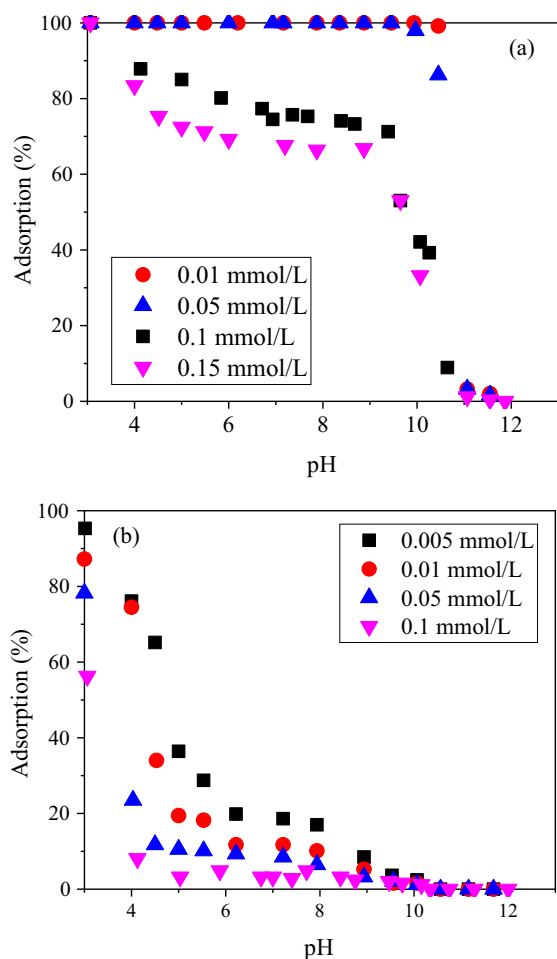 100
(a)
80
60
40
20
0
Adsorption (%)
0.01 mmol/L
0.05 mmol/L
0.1 mmol/L
0.15 mmol/L
4 6 8 10 12
pH
100
(b)
80
60
40
20
0
Adsorption (%)
0.005 mmol/L
0.01 mmol/L
0.05 mmol/L
0.1 mmol/L
4 6 8 10 12
pH